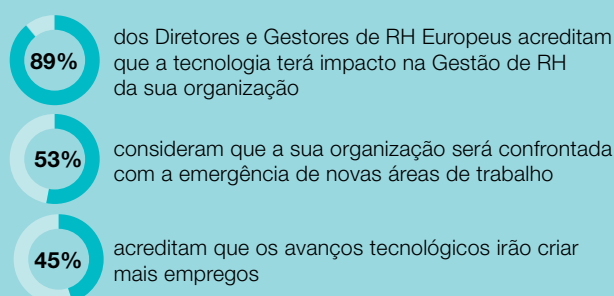 89%
dos Diretores e Gestores de RH Europeus acreditam
que a tecnologia terá impacto na Gestão de RH
da sua organização
53%
consideram que a sua organização será confrontada
com a emergência de novas áreas de trabalho
45%
acreditam que os avanços tecnológicos irão criar
mais empregos